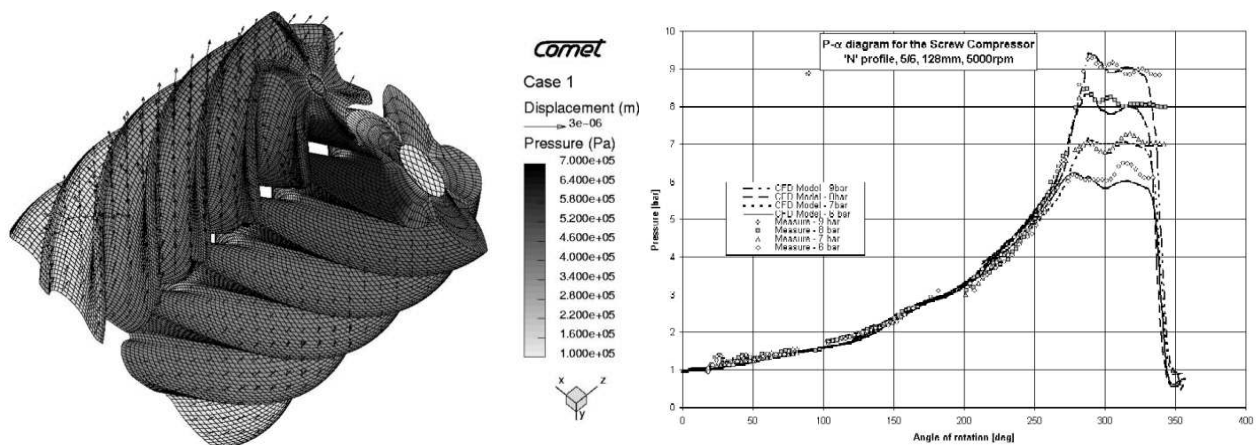 Comet
Case 1
Displacement (m)
3e-06
Pressure (Pa)
7.000e+05
6.400e+05
5.800e+05
5.200e+05
4.600e+05
4.000e+05
3.400e+05
2.800e+05
2.200e+05
1.600e+05
1.000e+05
x
z
y
P-α diagram for the Screw Compressor
'N' profile, 5/6, 128mm, 5000rpm
Pressure [bar]
10
9
8
7
6
5
4
3
2
1
0
CFD Model - 9bar
CFD Model - 8bar
CFD Model - 7bar
CFD Model - 6 bar
Measure - 9 bar
Measure - 8 bar
Measure - 7 bar
Measure - 6 bar
0
50
100
150
200
250
300
350
400
Angle of rotation [deg]